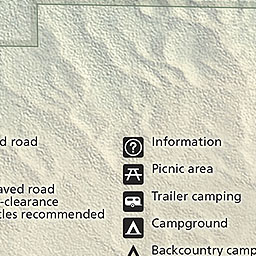 d road
aved road
-clearance
cles recommended
?
Information
Picnic area
Trailer camping
Campground
Backcountry camp